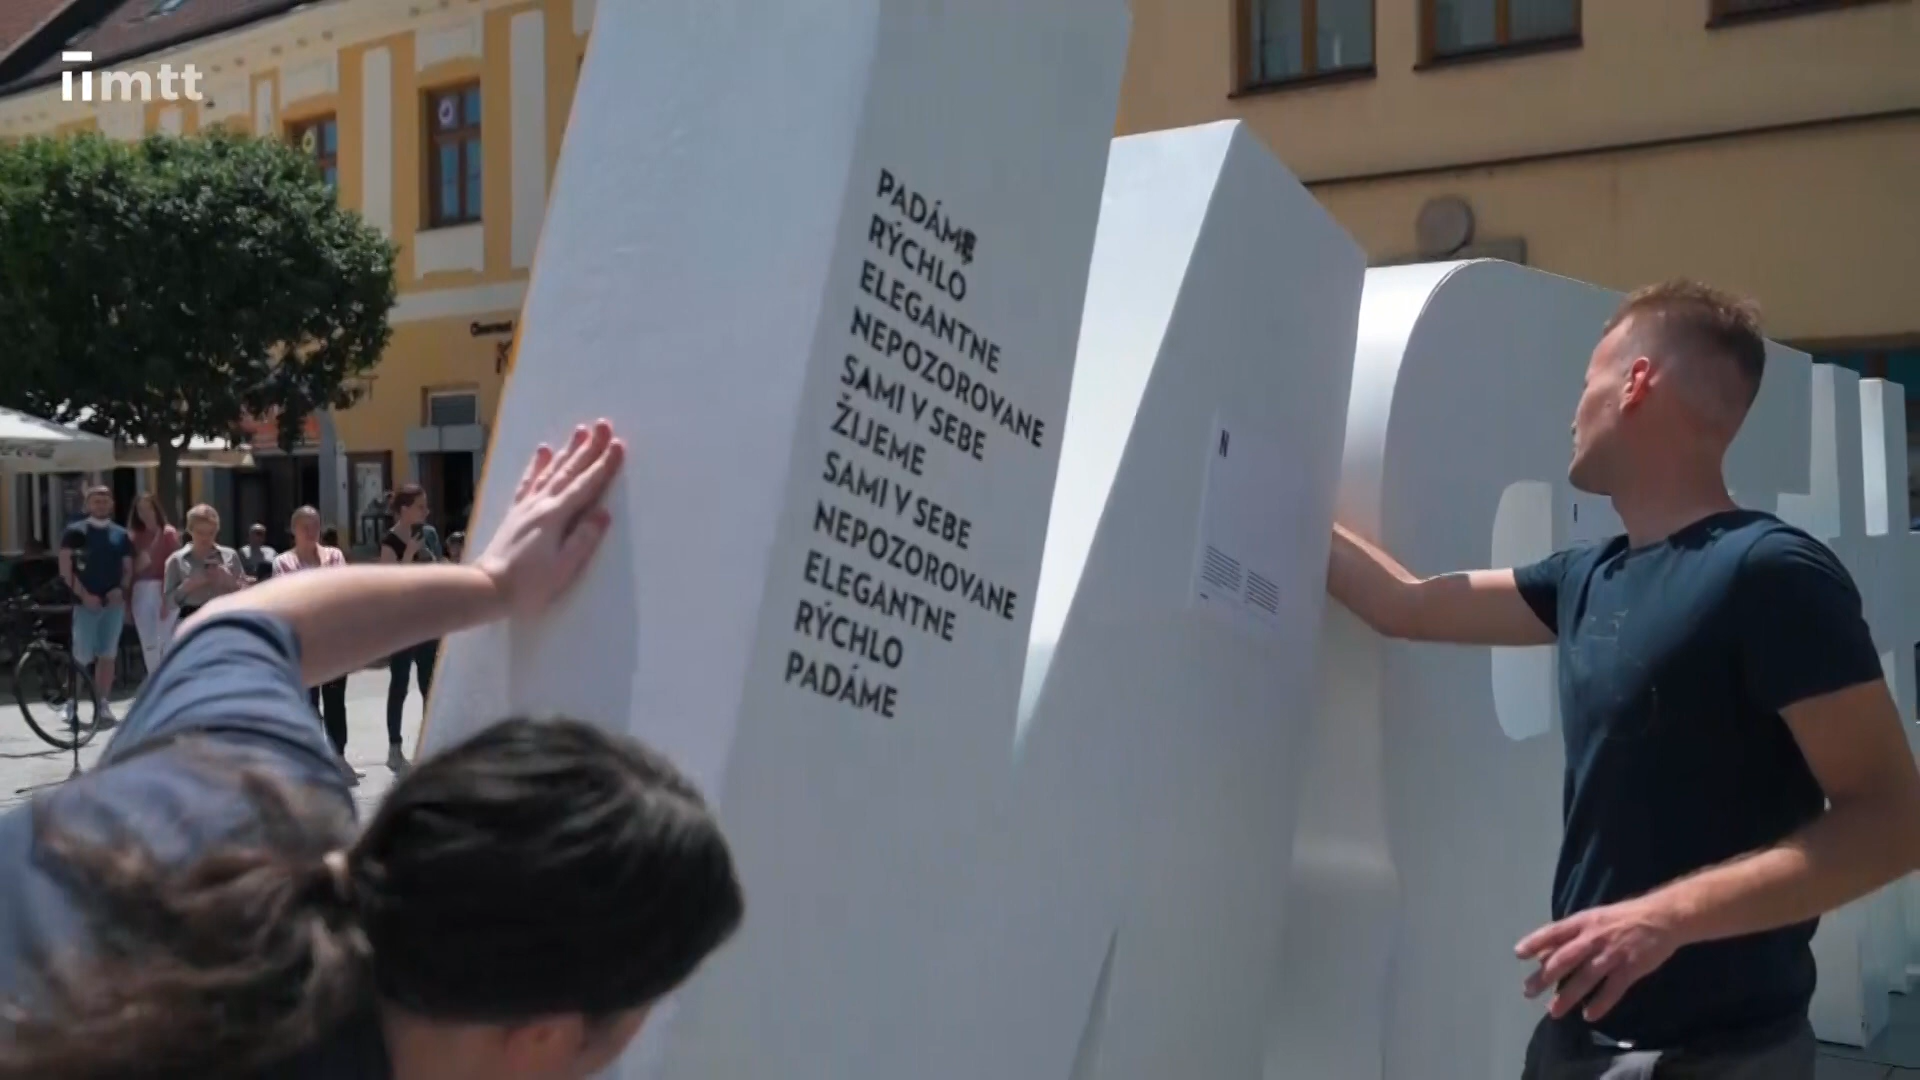 mtt
PADÁME
RÝCHLO
ELEGANTNE
NEPOZOROVANE
SAMI V SEBE
ŽIJEME
SAMI V SEBE
NEPOZOROVANE
ELEGANTNE
RÝCHLO
PADÁME
N